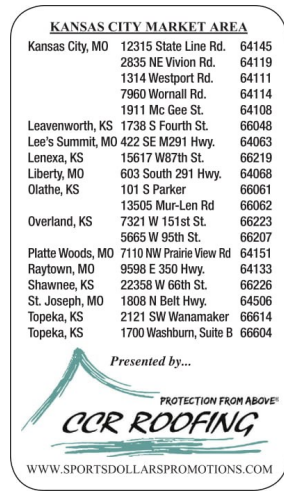 KANSAS CITY MARKET AREA
Kansas City, MO 12315 State Line Rd. 64145
2835 NE Vivion Rd. 64119
1314 Westport Rd. 64111
7960 Wornall Rd. 64114
1911 Mc Gee St. 64108
Leavenworth, KS 1738 S Fourth St. 66048
Lee's Summit, MO 422 SE M291 Hwy. 64063
Lenexa, KS 15617 W87th St. 66219
Liberty, MO 603 South 291 Hwy. 64068
Olathe, KS 101 S Parker 66061
13505 Mur-Len Rd 66062
Overland, KS 7321 W 151st St. 66223
5665 W 95th St. 66207
Platte Woods, MO 7110 NW Prairie View Rd 64151
Raytown, MO 9598 E 350 Hwy. 64133
Shawnee, KS 22358 W 66th St. 66226
St. Joseph, MO 1808 N Belt Hwy. 64506
Topeka, KS 2121 SW Wanamaker 66614
Topeka, KS 1700 Washburn, Suite B 66604
Presented by...
PROTECTION FROM ABOVE®
CCR ROOFING
WWW.SPORTSDOLLARSPROMOTIONS.COM